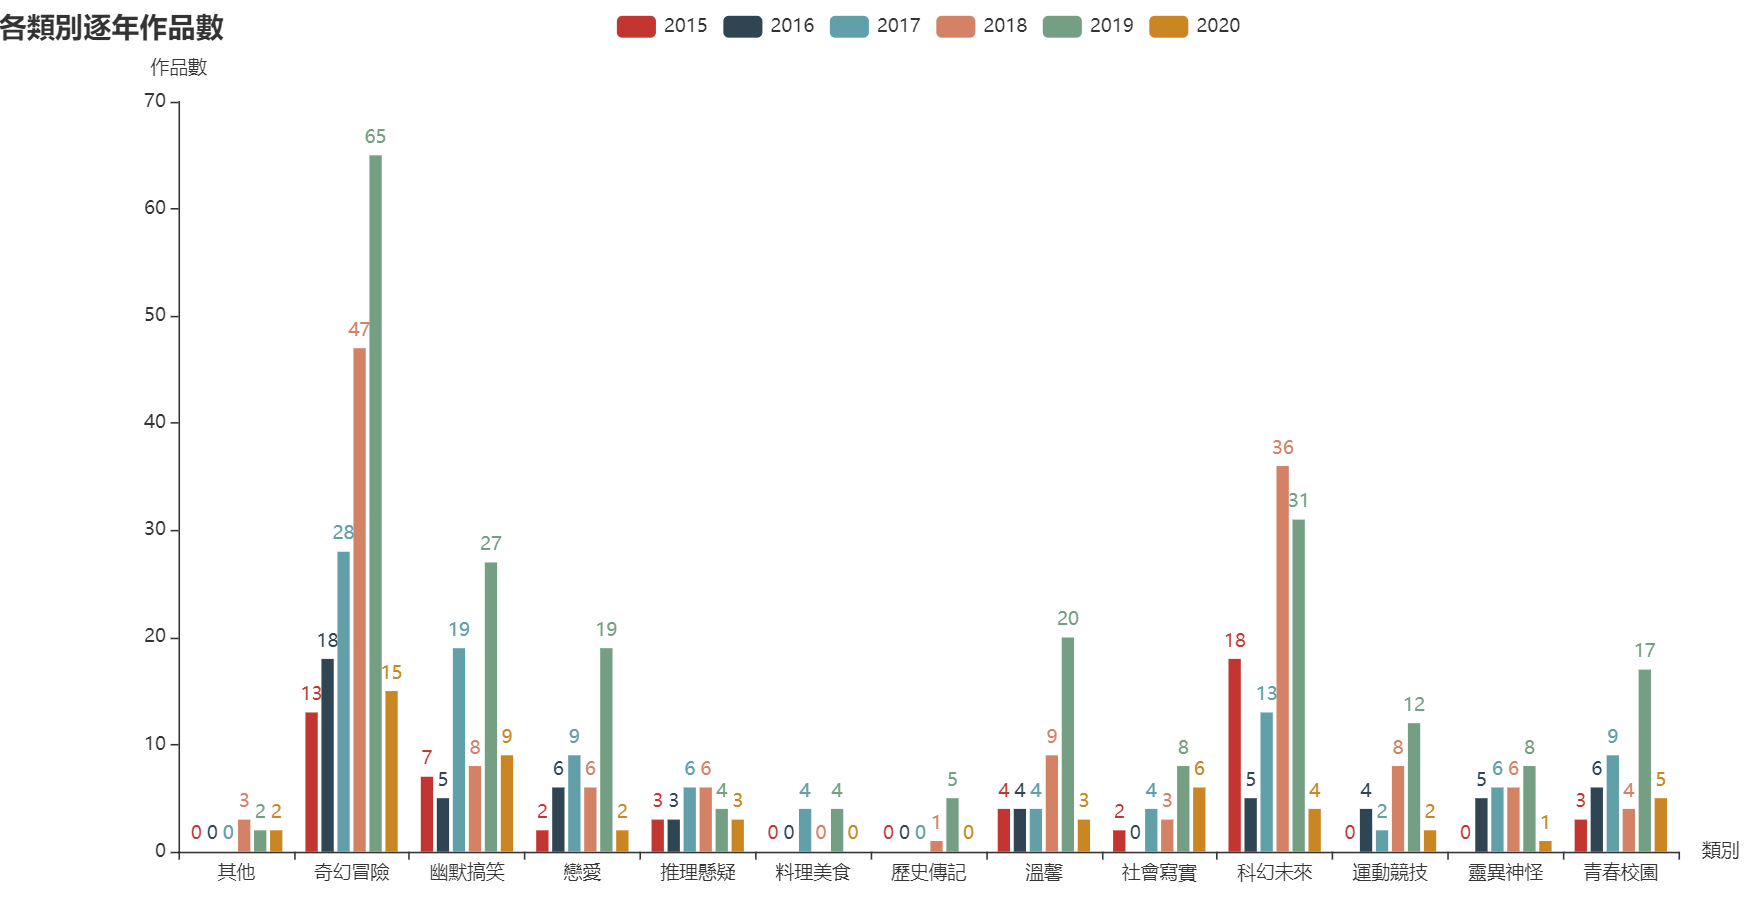 各類別逐年作品數
2015 2016 2017 2018 2019 2020
作品數
70
60
50
40
30
20
10
0
0 0 0 3 2 2
13 18 28 47 65 15
7 5 19 8 27 9
2 6 9 6 19 2
3 3 6 6 4 3
0 0 4 0 4 0
0 0 0 1 5 0
4 4 4 9 20 3
2 0 4 3 8 6
18 5 13 36 31 4
0 4 2 8 12 2
0 5 6 6 8 1
3 6 9 4 17 5
其他 奇幻冒險 幽默搞笑 戀愛 推理懸疑 料理美食 歷史傳記 溫馨 社會寫實 科幻未來 運動競技 靈異神怪 青春校園
類別